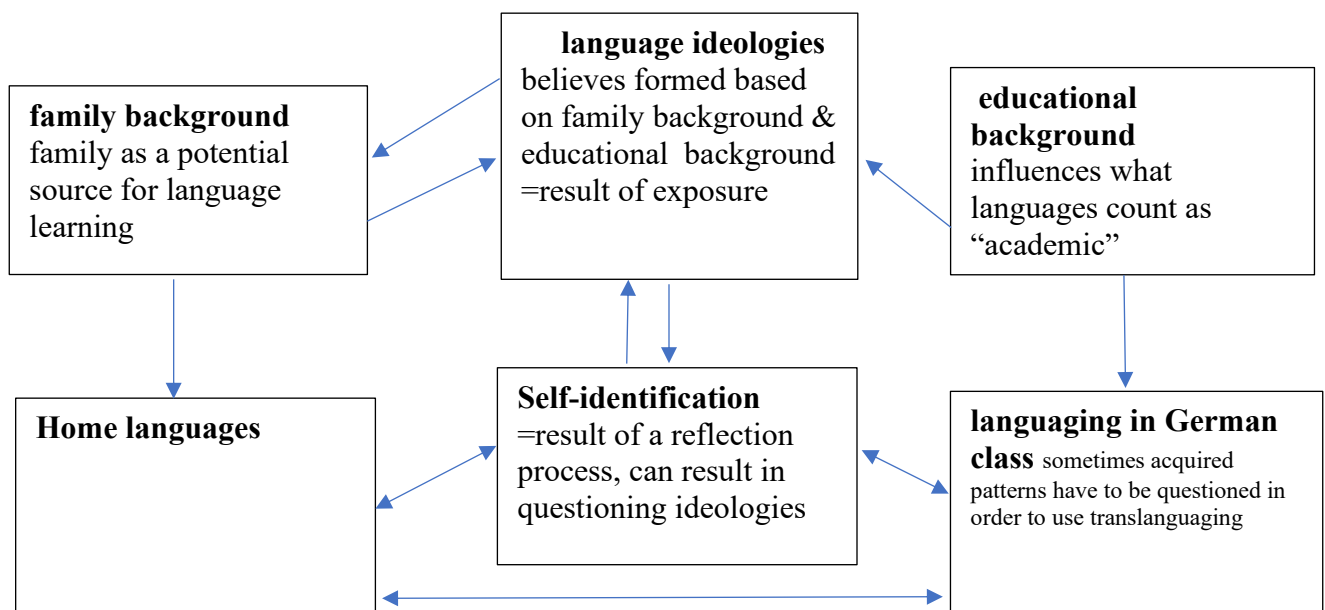 family background
family as a potential
source for language
learning
language ideologies
believes formed based
on family background &
educational background
=result of exposure
educational
background
influences what
languages count as
“academic”
Home languages
Self-identification
=result of a reflection
process, can result in
questioning ideologies
languaging in German
class sometimes acquired
patterns have to be questioned in
order to use translanguaging